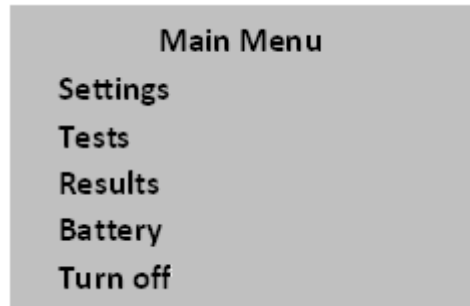 Main Menu
Settings
Tests
Results
Battery
Turn off